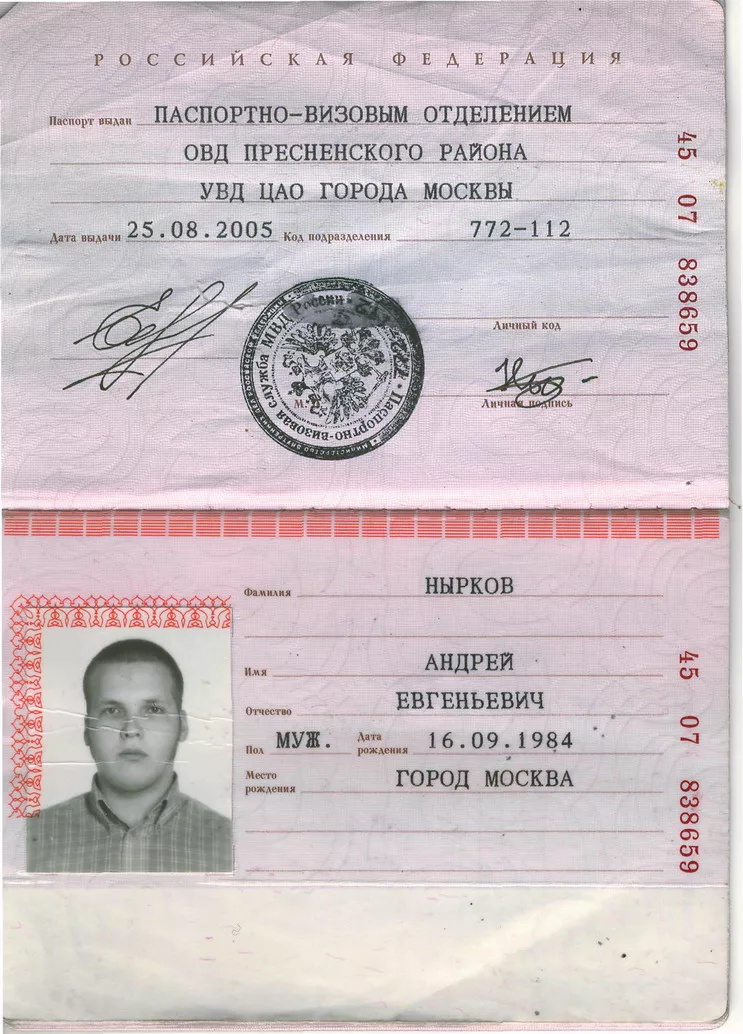 РОССИЙСКАЯ ФЕДЕРАЦИЯ
Паспорт выдан ПАСПОРТНО-ВИЗОВЫМ ОТДЕЛЕНИЕМ
ОВД ПРЕСНЕНСКОГО РАЙОНА
УВД ЦАО ГОРОДА МОСКВЫ
Дата выдачи 25.08.2005 Код подразделения 772-112
45 07 838659
Личный код
М.П.
Паспортно-визовая служба МВД России
Личная подпись
Фамилия НЫРКОВ
Имя АНДРЕЙ
Отчество ЕВГЕНЬЕВИЧ
Пол МУЖ. Дата рождения 16.09.1984
Место рождения ГОРОД МОСКВА
45 07 838659